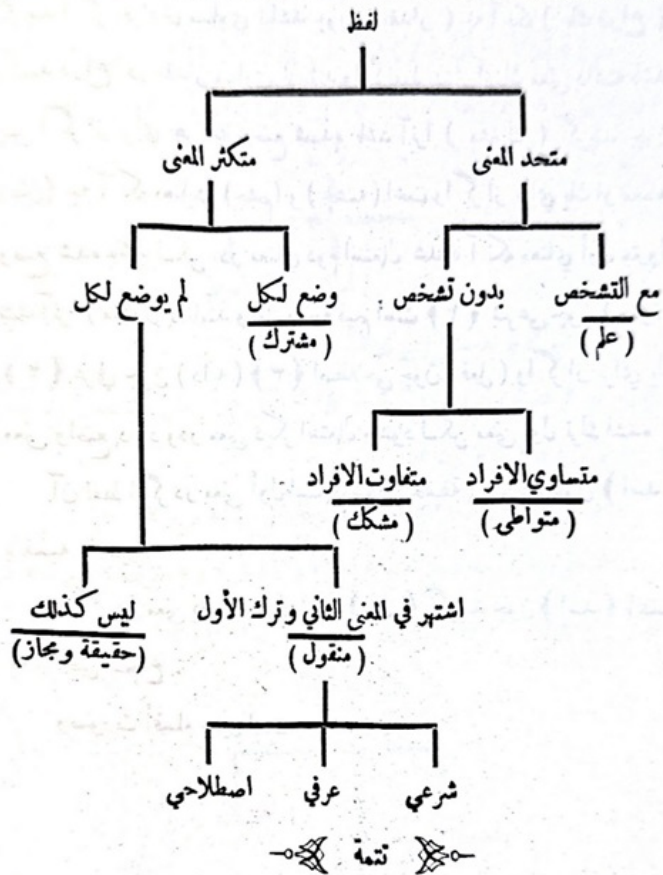 لفظ
متحد المعنى
متكثر المعنى
مع التشخص
(علم)
بدون تشخص
وضع لكل
(مشترك)
لم يوضع لكل
متساوي الافراد
(متواطى)
متفاوت الافراد
(مشكك)
اشتهر في المعنى الثاني وترك الأول
(منقول)
ليس كذلك
(حقيقة ومجاز)
شرعي
عرفي
اصطلاحي
تتمة